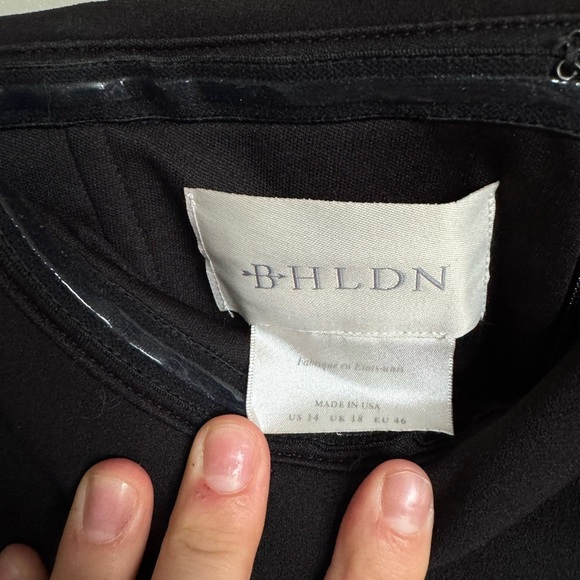 BHLDN
Fabriqué en États-unis
MADE IN USA
US 14 UK 18 EU 46